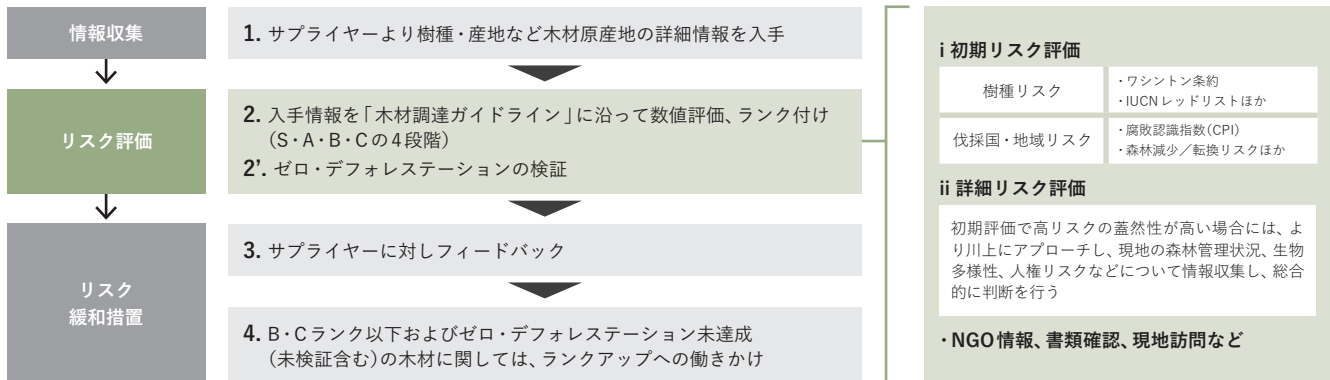 情報収集
1. サプライヤーより樹種・産地など木材原産地の詳細情報を入手
リスク評価
2. 入手情報を「木材調達ガイドライン」に沿って数値評価、ランク付け
(S・A・B・Cの4段階)
2'. ゼロ・デフォレステーションの検証
リスク
緩和措置
3. サプライヤーに対しフィードバック
4. B・Cランク以下およびゼロ・デフォレステーション未達成
(未検証含む)の木材に関しては、ランクアップへの働きかけ
i 初期リスク評価
樹種リスク
・ワシントン条約
・IUCNレッドリストほか
伐採国・地域リスク
・腐敗認識指数(CPI)
・森林減少／転換リスクほか
ii 詳細リスク評価
初期評価で高リスクの蓋然性が高い場合には、よ
り川上にアプローチし、現地の森林管理状況、生物
多様性、人権リスクなどについて情報収集し、総合
的に判断を行う
・NGO情報、書類確認、現地訪問など